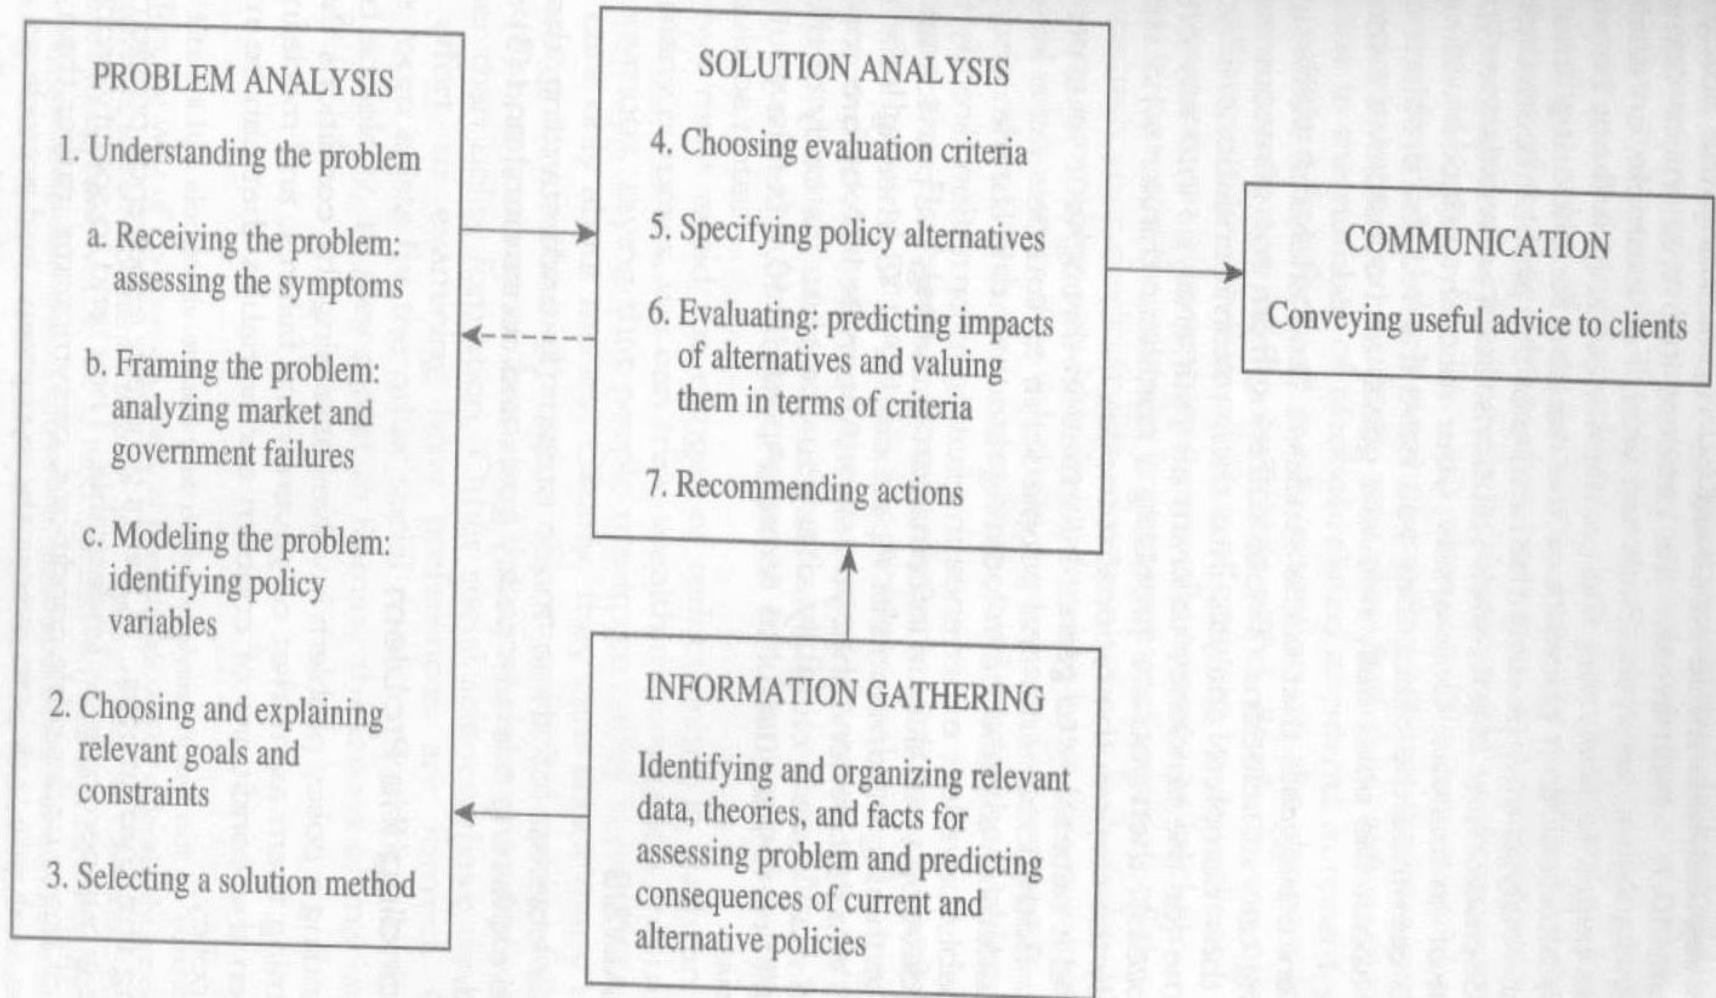 PROBLEM ANALYSIS
1. Understanding the problem
a. Receiving the problem:
assessing the symptoms
b. Framing the problem:
analyzing market and
government failures
c. Modeling the problem:
identifying policy
variables
2. Choosing and explaining
relevant goals and
constraints
3. Selecting a solution method
SOLUTION ANALYSIS
4. Choosing evaluation criteria
5. Specifying policy alternatives
6. Evaluating: predicting impacts
of alternatives and valuing
them in terms of criteria
7. Recommending actions
COMMUNICATION
Conveying useful advice to clients
INFORMATION GATHERING
Identifying and organizing relevant
data, theories, and facts for
assessing problem and predicting
consequences of current and
alternative policies